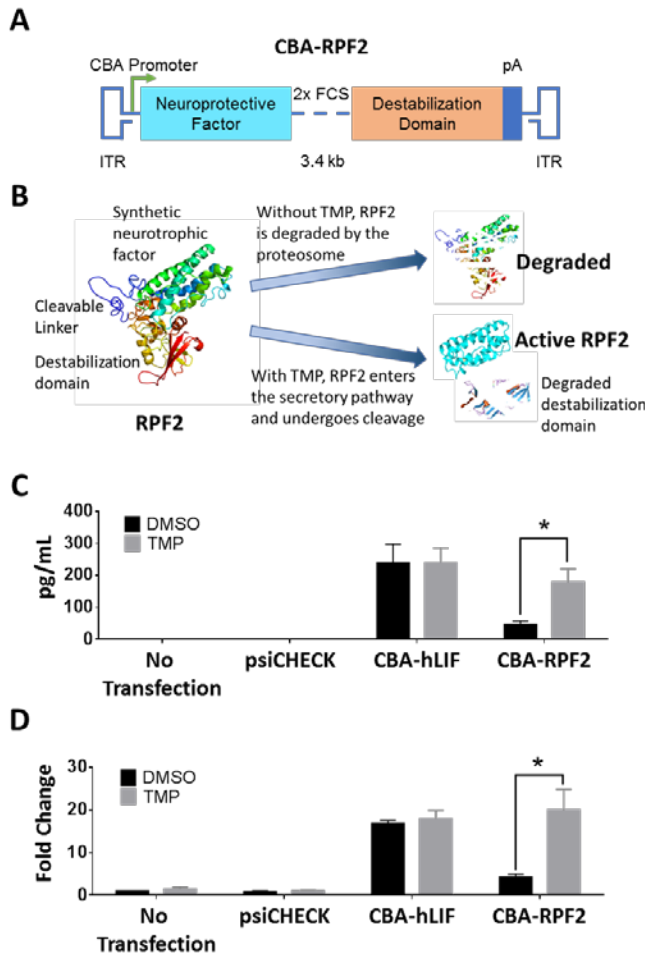 A
CBA-RPF2
CBA Promoter
pA
Neuroprotective
Factor
2x FCS
Destabilization
Domain
ITR
3.4 kb
ITR
B
Synthetic
neurotrophic
factor
Without TMP, RPF2
is degraded by the
proteosome
Degraded
Cleavable
Linker
Destabilization
domain
RPF2
With TMP, RPF2 enters
the secretory pathway
and undergoes cleavage
Active RPF2
Degraded
destabilization
domain
C
pg/mL
400
300
200
100
0
DMSO
TMP
*
No
Transfection
psiCHECK
CBA-hLIF
CBA-RPF2
D
Fold Change
30
20
10
0
DMSO
TMP
*
No
Transfection
psiCHECK
CBA-hLIF
CBA-RPF2